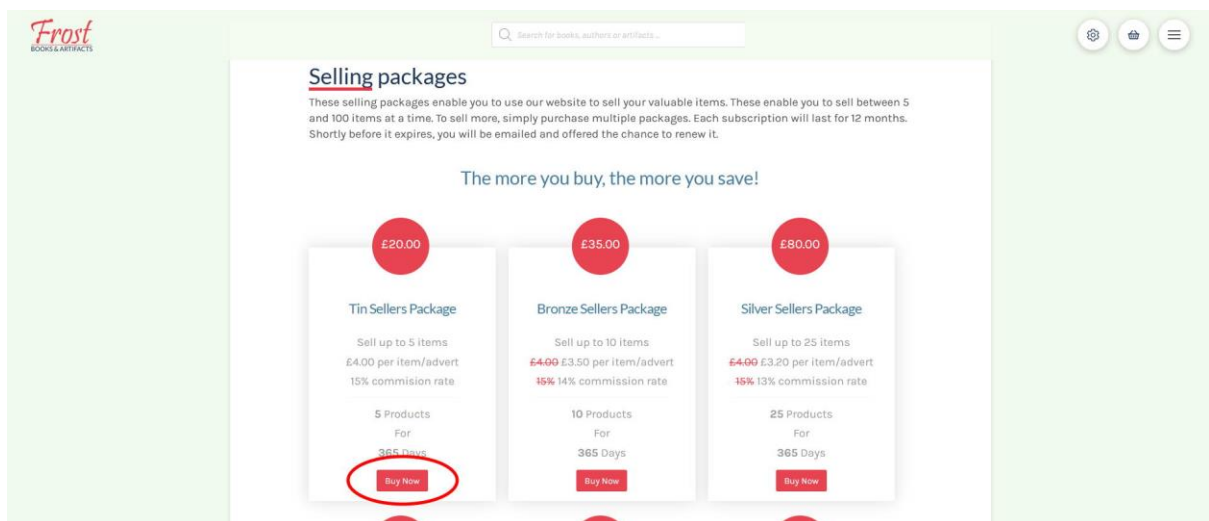 Frost
BOOKS & ARTIFACTS
Search for books, authors or artifacts ...
Selling packages
These selling packages enable you to use our website to sell your valuable items. These enable you to sell between 5
and 100 items at a time. To sell more, simply purchase multiple packages. Each subscription will last for 12 months.
Shortly before it expires, you will be emailed and offered the chance to renew it.
The more you buy, the more you save!
£20.00
Tin Sellers Package
Sell up to 5 items
£4.00 per item/advert
15% commision rate
5 Products
For
365 Days
Buy Now
£35.00
Bronze Sellers Package
Sell up to 10 items
£4.00 £3.50 per item/advert
15% 14% commission rate
10 Products
For
365 Days
Buy Now
£80.00
Silver Sellers Package
Sell up to 25 items
£4.00 £3.20 per item/advert
15% 13% commission rate
25 Products
For
365 Days
Buy Now